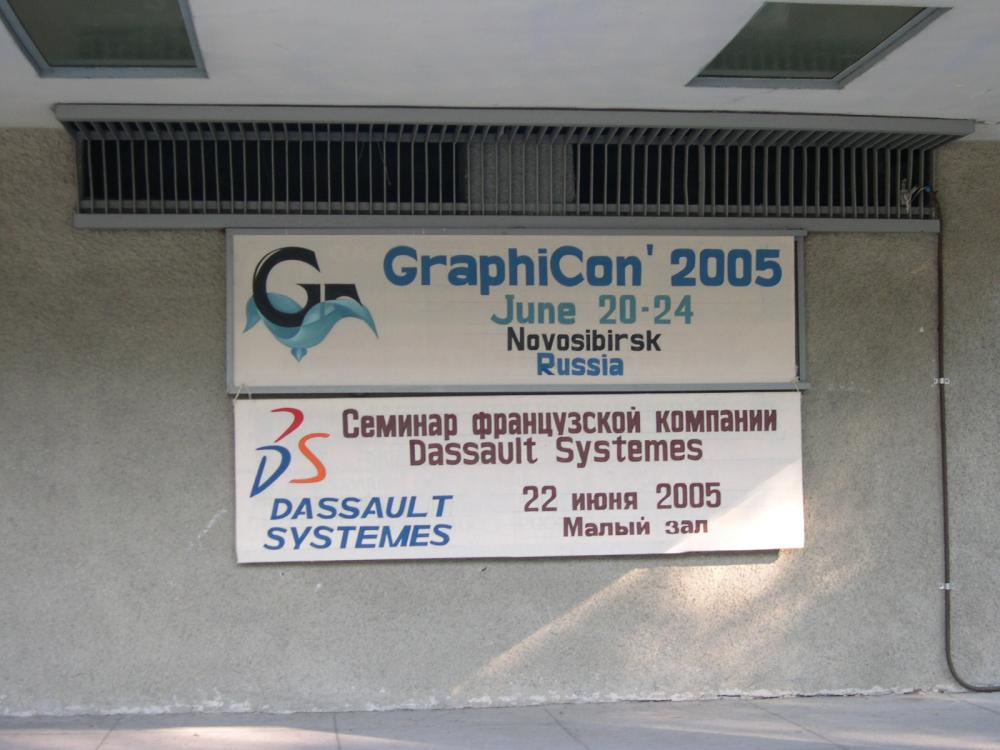 G
GraphiCon' 2005
June 20-24
Novosibirsk
Russia
DS
Семинар французской компании
Dassault Systemes
DASSAULT
SYSTEMES
22 июня 2005
Малый зал